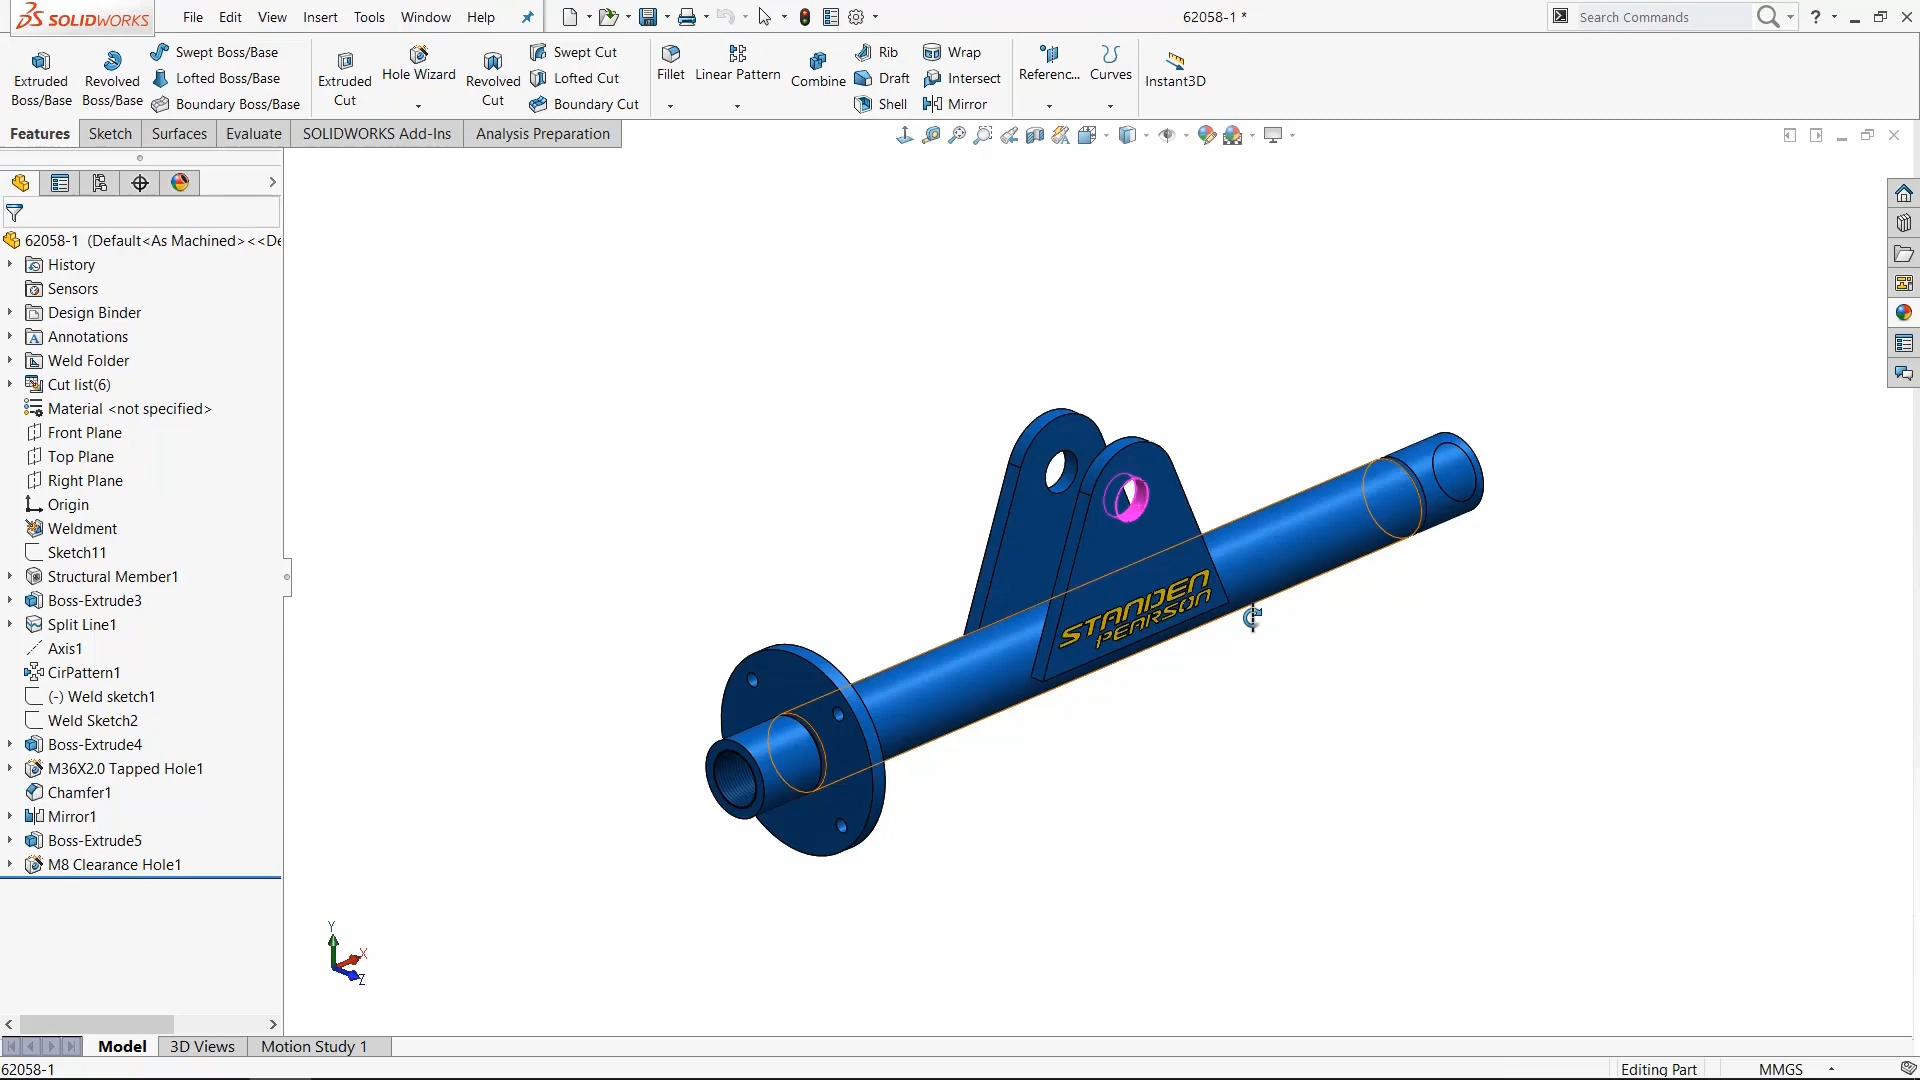 SOLIDWORKS
File Edit View Insert Tools Window Help
62058-1 *
Search Commands
?
Extruded Boss/Base
Revolved Boss/Base
Swept Boss/Base
Lofted Boss/Base
Boundary Boss/Base
Extruded Cut
Hole Wizard
Revolved Cut
Swept Cut
Lofted Cut
Boundary Cut
Fillet
Linear Pattern
Combine
Rib
Draft
Shell
Wrap
Intersect
Mirror
Referenc...
Curves
Instant3D
Features Sketch Surfaces Evaluate SOLIDWORKS Add-Ins Analysis Preparation
62058-1 (Default<As Machined><<De
History
Sensors
Design Binder
Annotations
Weld Folder
Cut list(6)
Material <not specified>
Front Plane
Top Plane
Right Plane
Origin
Weldment
Sketch11
Structural Member1
Boss-Extrude3
Split Line1
Axis1
CirPattern1
(-) Weld sketch1
Weld Sketch2
Boss-Extrude4
M36X2.0 Tapped Hole1
Chamfer1
Mirror1
Boss-Extrude5
M8 Clearance Hole1
STANDEN
PEARSON
Y
X
Z
Model 3D Views Motion Study 1
62058-1
Editing Part
MMGS